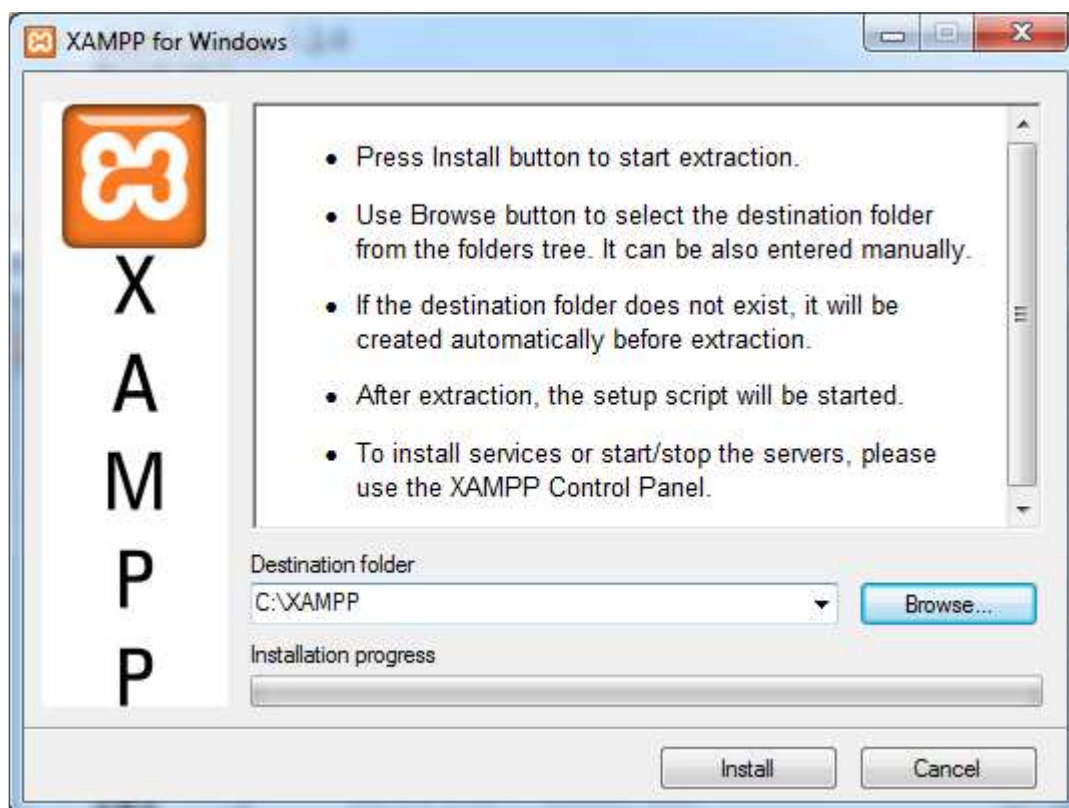 XAMPP for Windows
X
A
M
P
P
• Press Install button to start extraction.
• Use Browse button to select the destination folder
from the folders tree. It can be also entered manually.
• If the destination folder does not exist, it will be
created automatically before extraction.
• After extraction, the setup script will be started.
• To install services or start/stop the servers, please
use the XAMPP Control Panel.
Destination folder
C:\XAMPP
Browse...
Installation progress
Install
Cancel